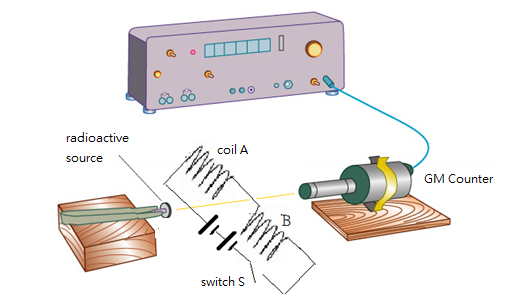 radioactive
source
coil A
GM Counter
B
switch S